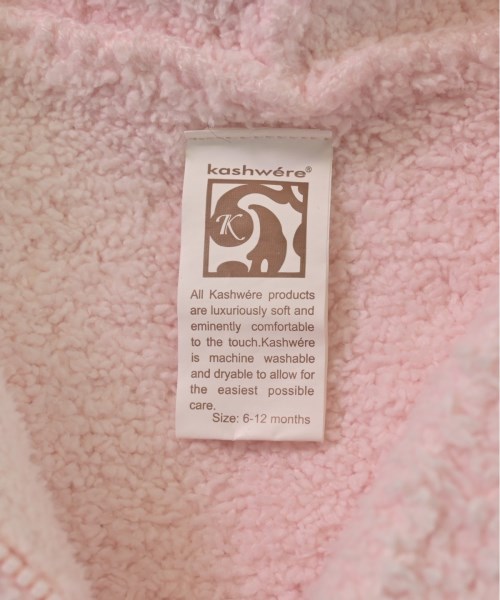 kashwére®
K
All Kashwére products
are luxuriously soft and
eminently comfortable
to the touch.Kashwére
is machine washable
and dryable to allow for
the easiest possible
care.
Size: 6-12 months